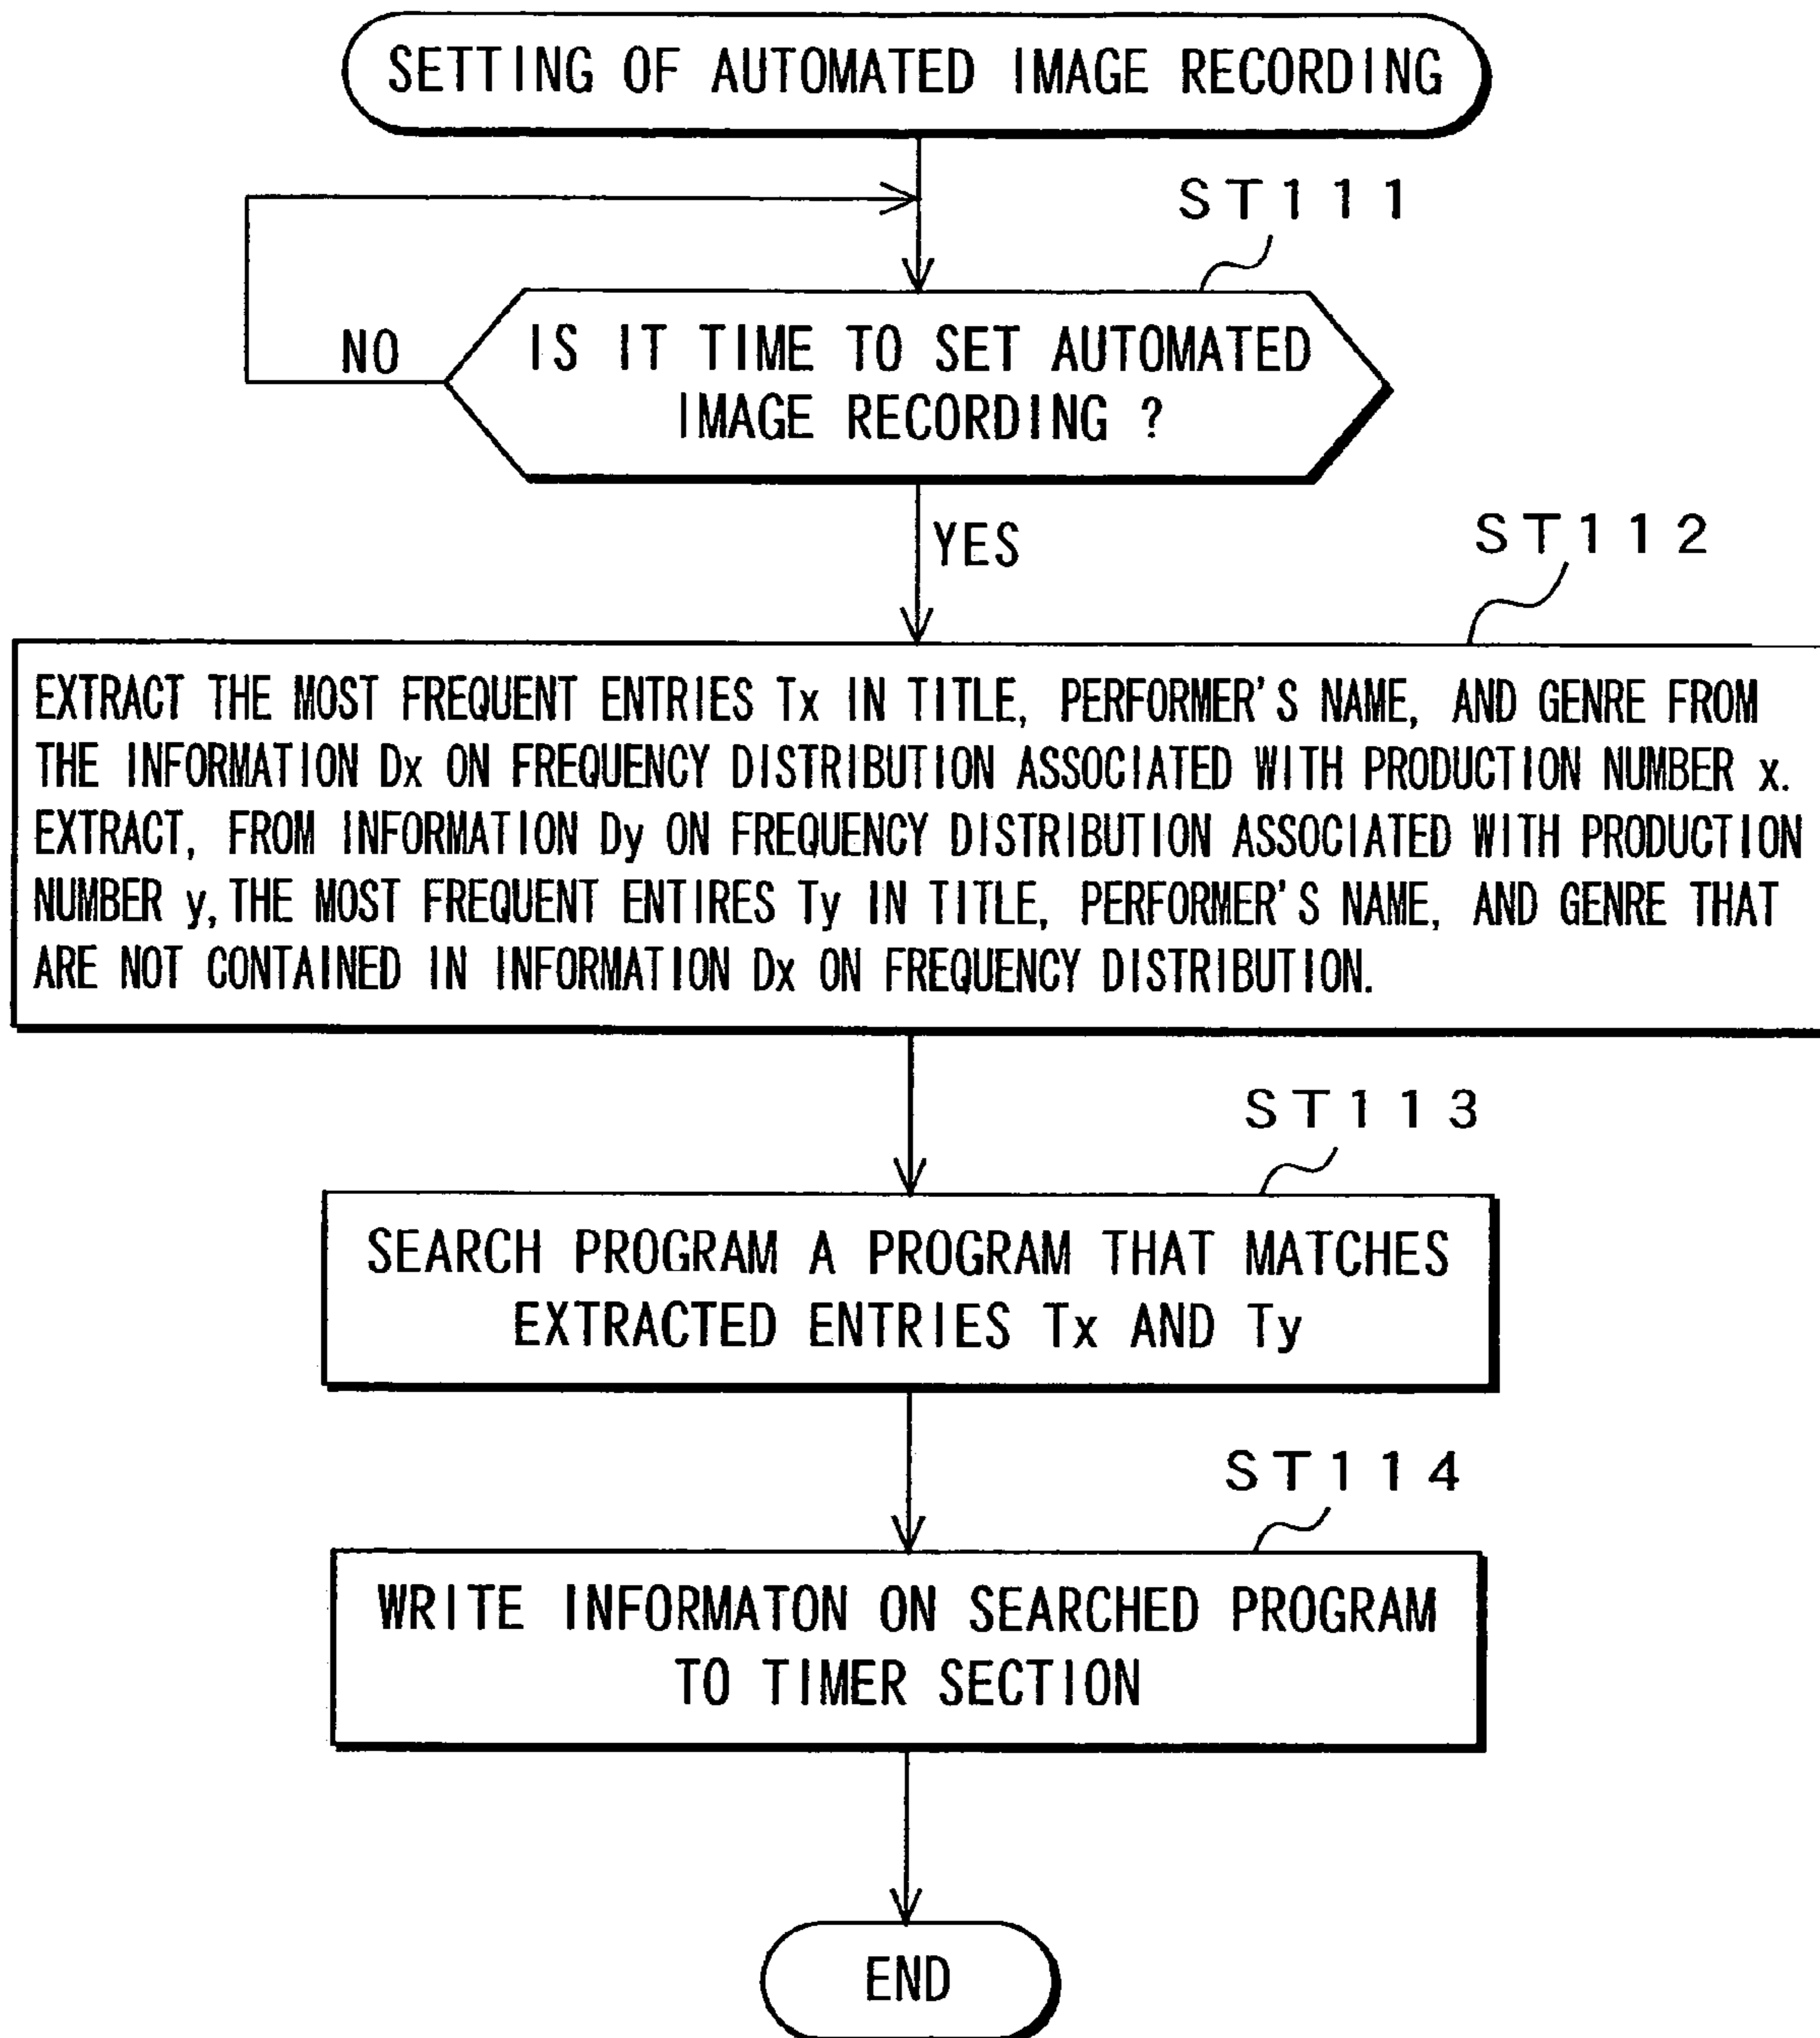 SETTING OF AUTOMATED IMAGE RECORDING
ST111
NO
IS IT TIME TO SET AUTOMATED
IMAGE RECORDING ?
YES
ST112
EXTRACT THE MOST FREQUENT ENTRIES Tx IN TITLE, PERFORMER'S NAME, AND GENRE FROM
THE INFORMATION Dx ON FREQUENCY DISTRIBUTION ASSOCIATED WITH PRODUCTION NUMBER x.
EXTRACT, FROM INFORMATION Dy ON FREQUENCY DISTRIBUTION ASSOCIATED WITH PRODUCTION
NUMBER y, THE MOST FREQUENT ENTIRES Ty IN TITLE, PERFORMER'S NAME, AND GENRE THAT
ARE NOT CONTAINED IN INFORMATION Dx ON FREQUENCY DISTRIBUTION.
ST113
SEARCH PROGRAM A PROGRAM THAT MATCHES
EXTRACTED ENTRIES Tx AND Ty
ST114
WRITE INFORMATON ON SEARCHED PROGRAM
TO TIMER SECTION
END